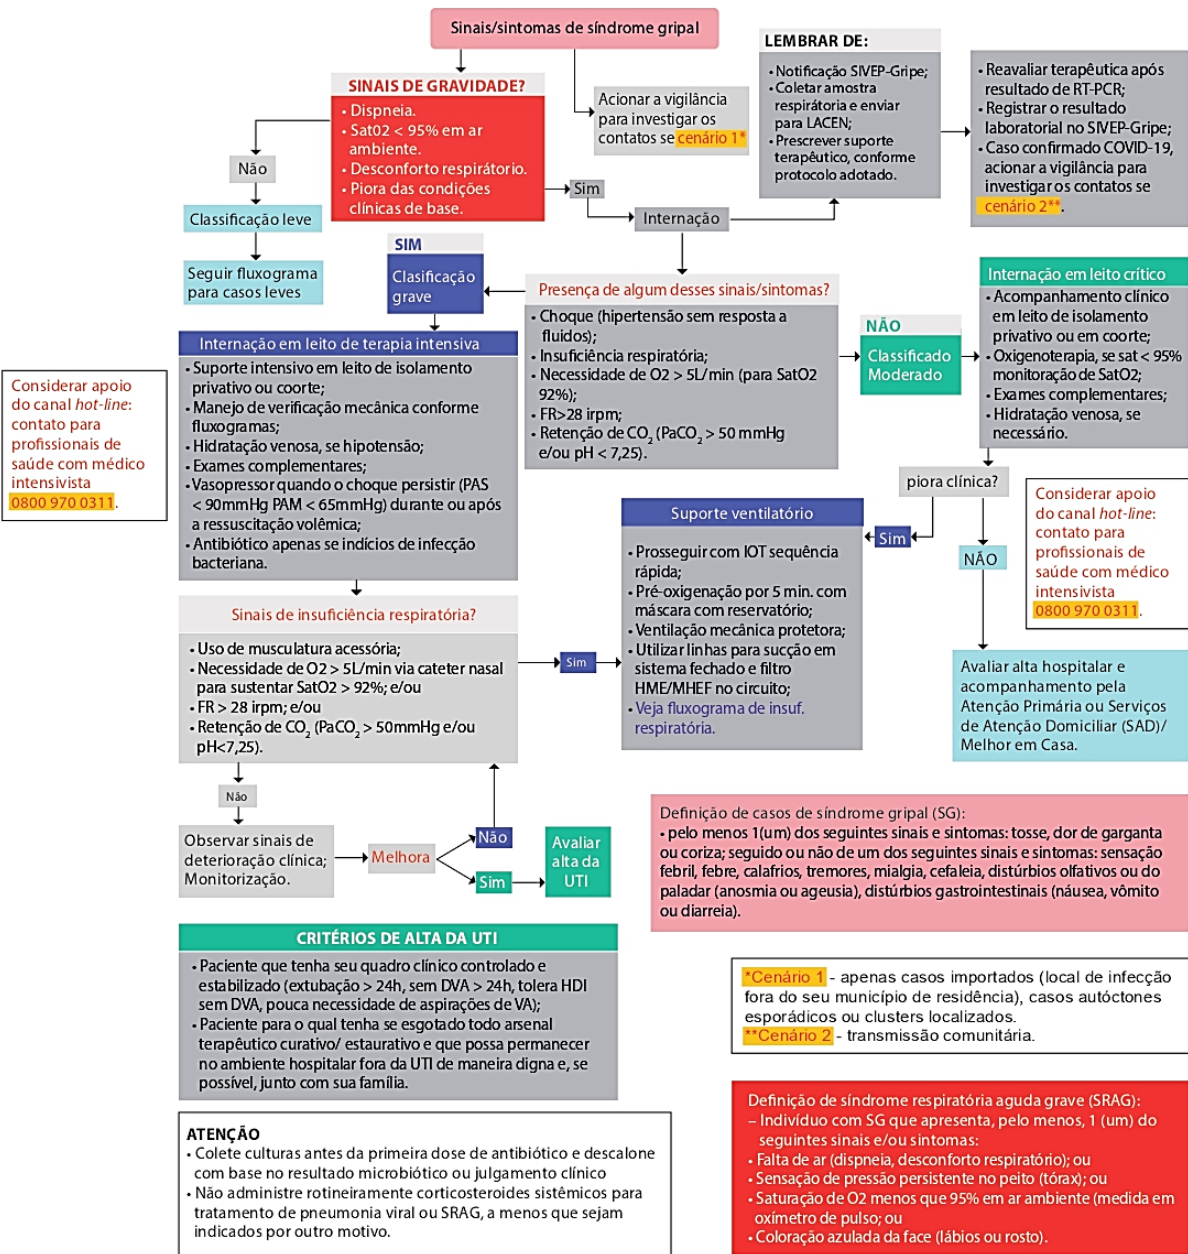 Sinais/sintomas de síndrome gripal
SINAIS DE GRAVIDADE?
• Dispneia.
• Sat02 < 95% em ar
ambiente.
• Desconforto respirátorio.
• Piora das condições
clínicas de base.
Acionar a vigilância
para investigar os
contatos se cenário 1*
LEMBRAR DE:
• Notificação SIVEP-Gripe;
• Coletar amostra
respirátoria e enviar
para LACEN;
• Prescrever suporte
terapêutico, conforme
protocolo adotado.
• Reavaliar terapêutica após
resultado de RT-PCR;
• Registrar o resultado
laboratorial no SIVEP-Gripe;
• Caso confirmado COVID-19,
acionar a vigilância para
investigar os contatos se
cenário 2**.
Não
Classificação leve
Seguir fluxograma
para casos leves
Sim
Internação
SIM
Clasificação
grave
Presença de algum desses sinais/sintomas?
• Choque (hipertensão sem resposta a
fluidos);
• Insuficiência respiratória;
• Necessidade de O2 > 5L/min (para SatO2
92%);
• FR>28 irpm;
• Retenção de CO2 (PaCO2 > 50 mmHg
e/ou pH < 7,25).
NÃO
Classificado
Moderado
Internação em leito crítico
• Acompanhamento clínico
em leito de isolamento
privativo ou em coorte;
• Oxigenoterapia, se sat < 95%
monitoração de SatO2;
• Exames complementares;
• Hidratação venosa, se
necessário.
Internação em leito de terapia intensiva
• Suporte intensivo em leito de isolamento
privativo ou coorte;
• Manejo de verificação mecânica conforme
fluxogramas;
• Hidratação venosa, se hipotensão;
• Exames complementares;
• Vasopressor quando o choque persistir (PAS
< 90mmHg PAM < 65mmHg) durante ou após
a ressuscitação volêmica;
• Antibiótico apenas se indícios de infecção
bacteriana.
Considerar apoio
do canal hot-line:
contato para
profissionais de
saúde com médico
intensivista
0800 970 0311.
piora clínica?
Sim
NÃO
Considerar apoio
do canal hot-line:
contato para
profissionais de
saúde com médico
intensivista
0800 970 0311.
Suporte ventilatório
• Prosseguir com IOT sequência
rápida;
• Pré-oxigenação por 5 min. com
máscara com reservatório;
• Ventilação mecânica protetora;
• Utilizar linhas para sucção em
sistema fechado e filtro
HME/MHEF no circuito;
• Veja fluxograma de insuf.
respiratória.
Avaliar alta hospitalar e
acompanhamento pela
Atenção Primária ou Serviços
de Atenção Domiciliar (SAD)/
Melhor em Casa.
Sinais de insuficiência respiratória?
• Uso de musculatura acessória;
• Necessidade de O2 > 5L/min via cateter nasal
para sustentar SatO2 > 92%; e/ou
• FR > 28 irpm; e/ou
• Retenção de CO2 (PaCO2 > 50mmHg e/ou
pH<7,25).
Sim
Não
Observar sinais de
deterioração clínica;
Monitorização.
Melhora
Não
Sim
Avaliar
alta da
UTI
Definição de casos de síndrome gripal (SG):
• pelo menos 1(um) dos seguintes sinais e sintomas: tosse, dor de garganta
ou coriza; seguido ou não de um dos seguintes sinais e sintomas: sensação
febril, febre, calafrios, tremores, mialgia, cefaleia, distúrbios olfativos ou do
paladar (anosmia ou ageusia), distúrbios gastrointestinais (náusea, vômito
ou diarreia).
CRITÉRIOS DE ALTA DA UTI
• Paciente que tenha seu quadro clínico controlado e
estabilizado (extubação > 24h, sem DVA > 24h, tolera HDI
sem DVA, pouca necessidade de aspirações de VA);
• Paciente para o qual tenha se esgotado todo arsenal
terapêutico curativo/ estaurativo e que possa permanecer
no ambiente hospitalar fora da UTI de maneira digna e, se
possível, junto com sua família.
*Cenário 1 - apenas casos importados (local de infecção
fora do seu município de residência), casos autóctones
esporádicos ou clusters localizados.
**Cenário 2 - transmissão comunitária.
ATENÇÃO
• Colete culturas antes da primeira dose de antibiótico e descalone
com base no resultado microbiótico ou julgamento clínico
• Não administre rotineiramente corticosteroides sistêmicos para
tratamento de pneumonia viral ou SRAG, a menos que sejam
indicados por outro motivo.
Definição de síndrome respiratória aguda grave (SRAG):
– Indivíduo com SG que apresenta, pelo menos, 1 (um) do
seguintes sinais e/ou sintomas:
• Falta de ar (dispneia, desconforto respiratório); ou
• Sensação de pressão persistente no peito (tórax); ou
• Saturação de O2 menos que 95% em ar ambiente (medida em
oxímetro de pulso; ou
• Coloração azulada da face (lábios ou rosto).